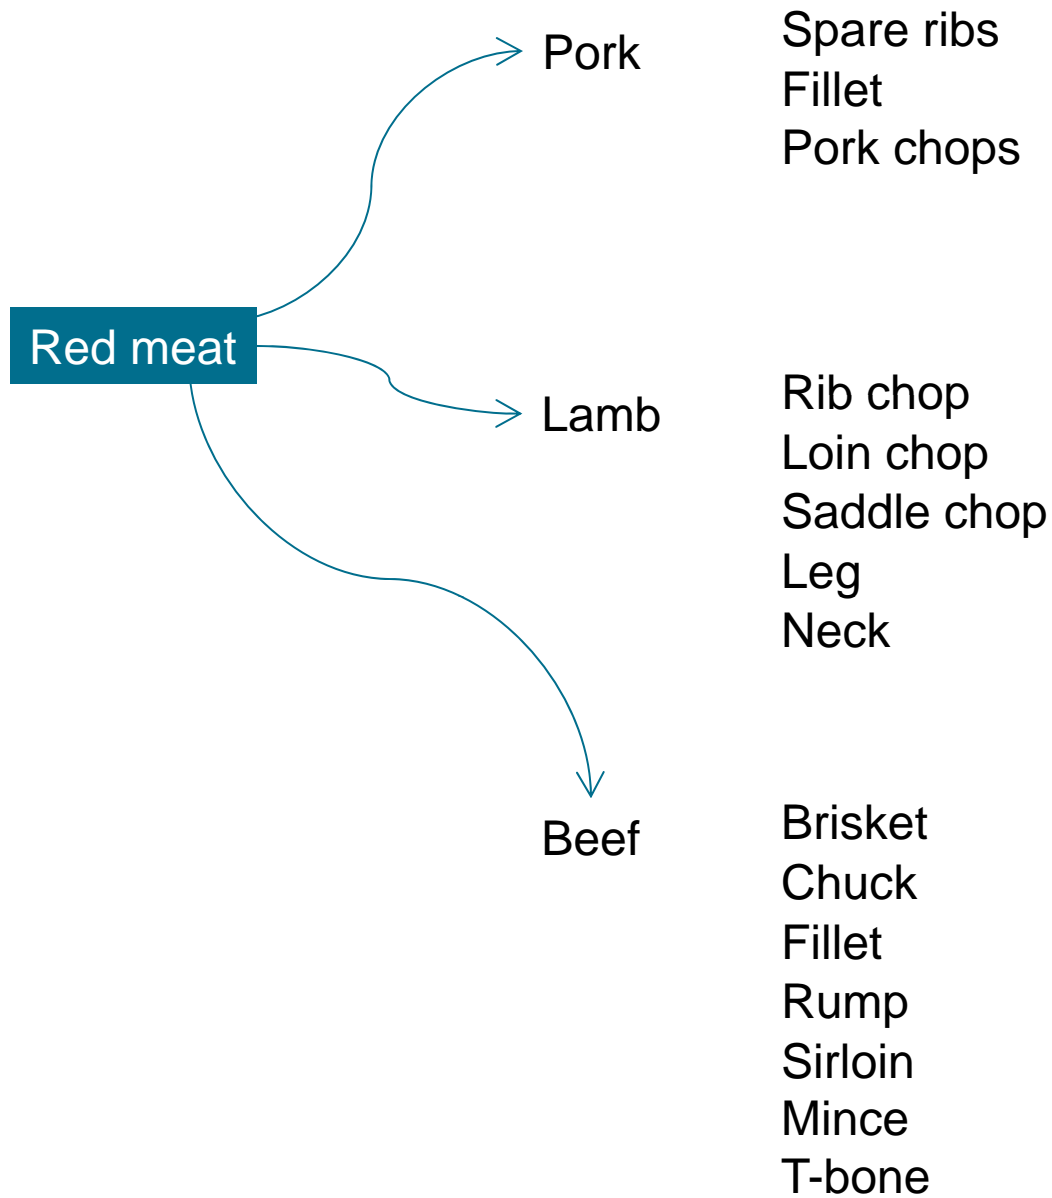 Red meat
Pork
Spare ribs
Fillet
Pork chops
Lamb
Rib chop
Loin chop
Saddle chop
Leg
Neck
Beef
Brisket
Chuck
Fillet
Rump
Sirloin
Mince
T-bone